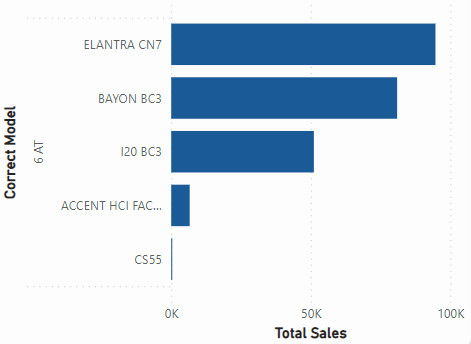 Correct Model
6 AT
ELANTRA CN7
BAYON BC3
I20 BC3
ACCENT HCI FAC...
CS55
0K
50K
100K
Total Sales